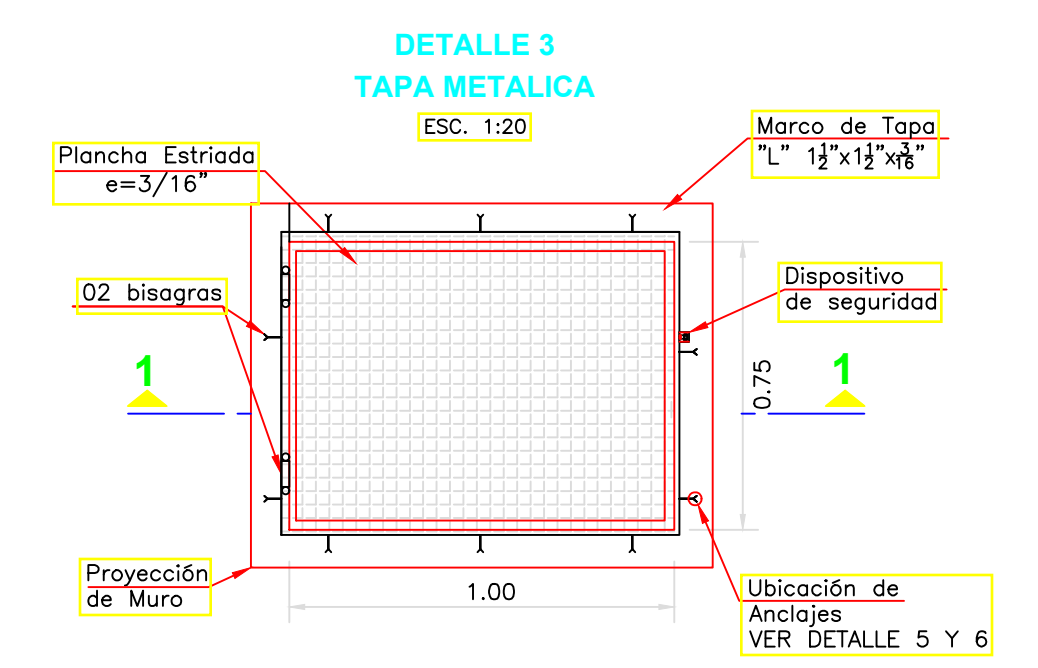 DETALLE 3
TAPA METALICA
ESC. 1:20
Marco de Tapa
"L" 1½"x1½"x3/16"
Plancha Estriada
e=3/16"
02 bisagras
Dispositivo
de seguridad
1
1
0.75
Proyección
de Muro
1.00
Ubicación de
Anclajes
VER DETALLE 5 Y 6